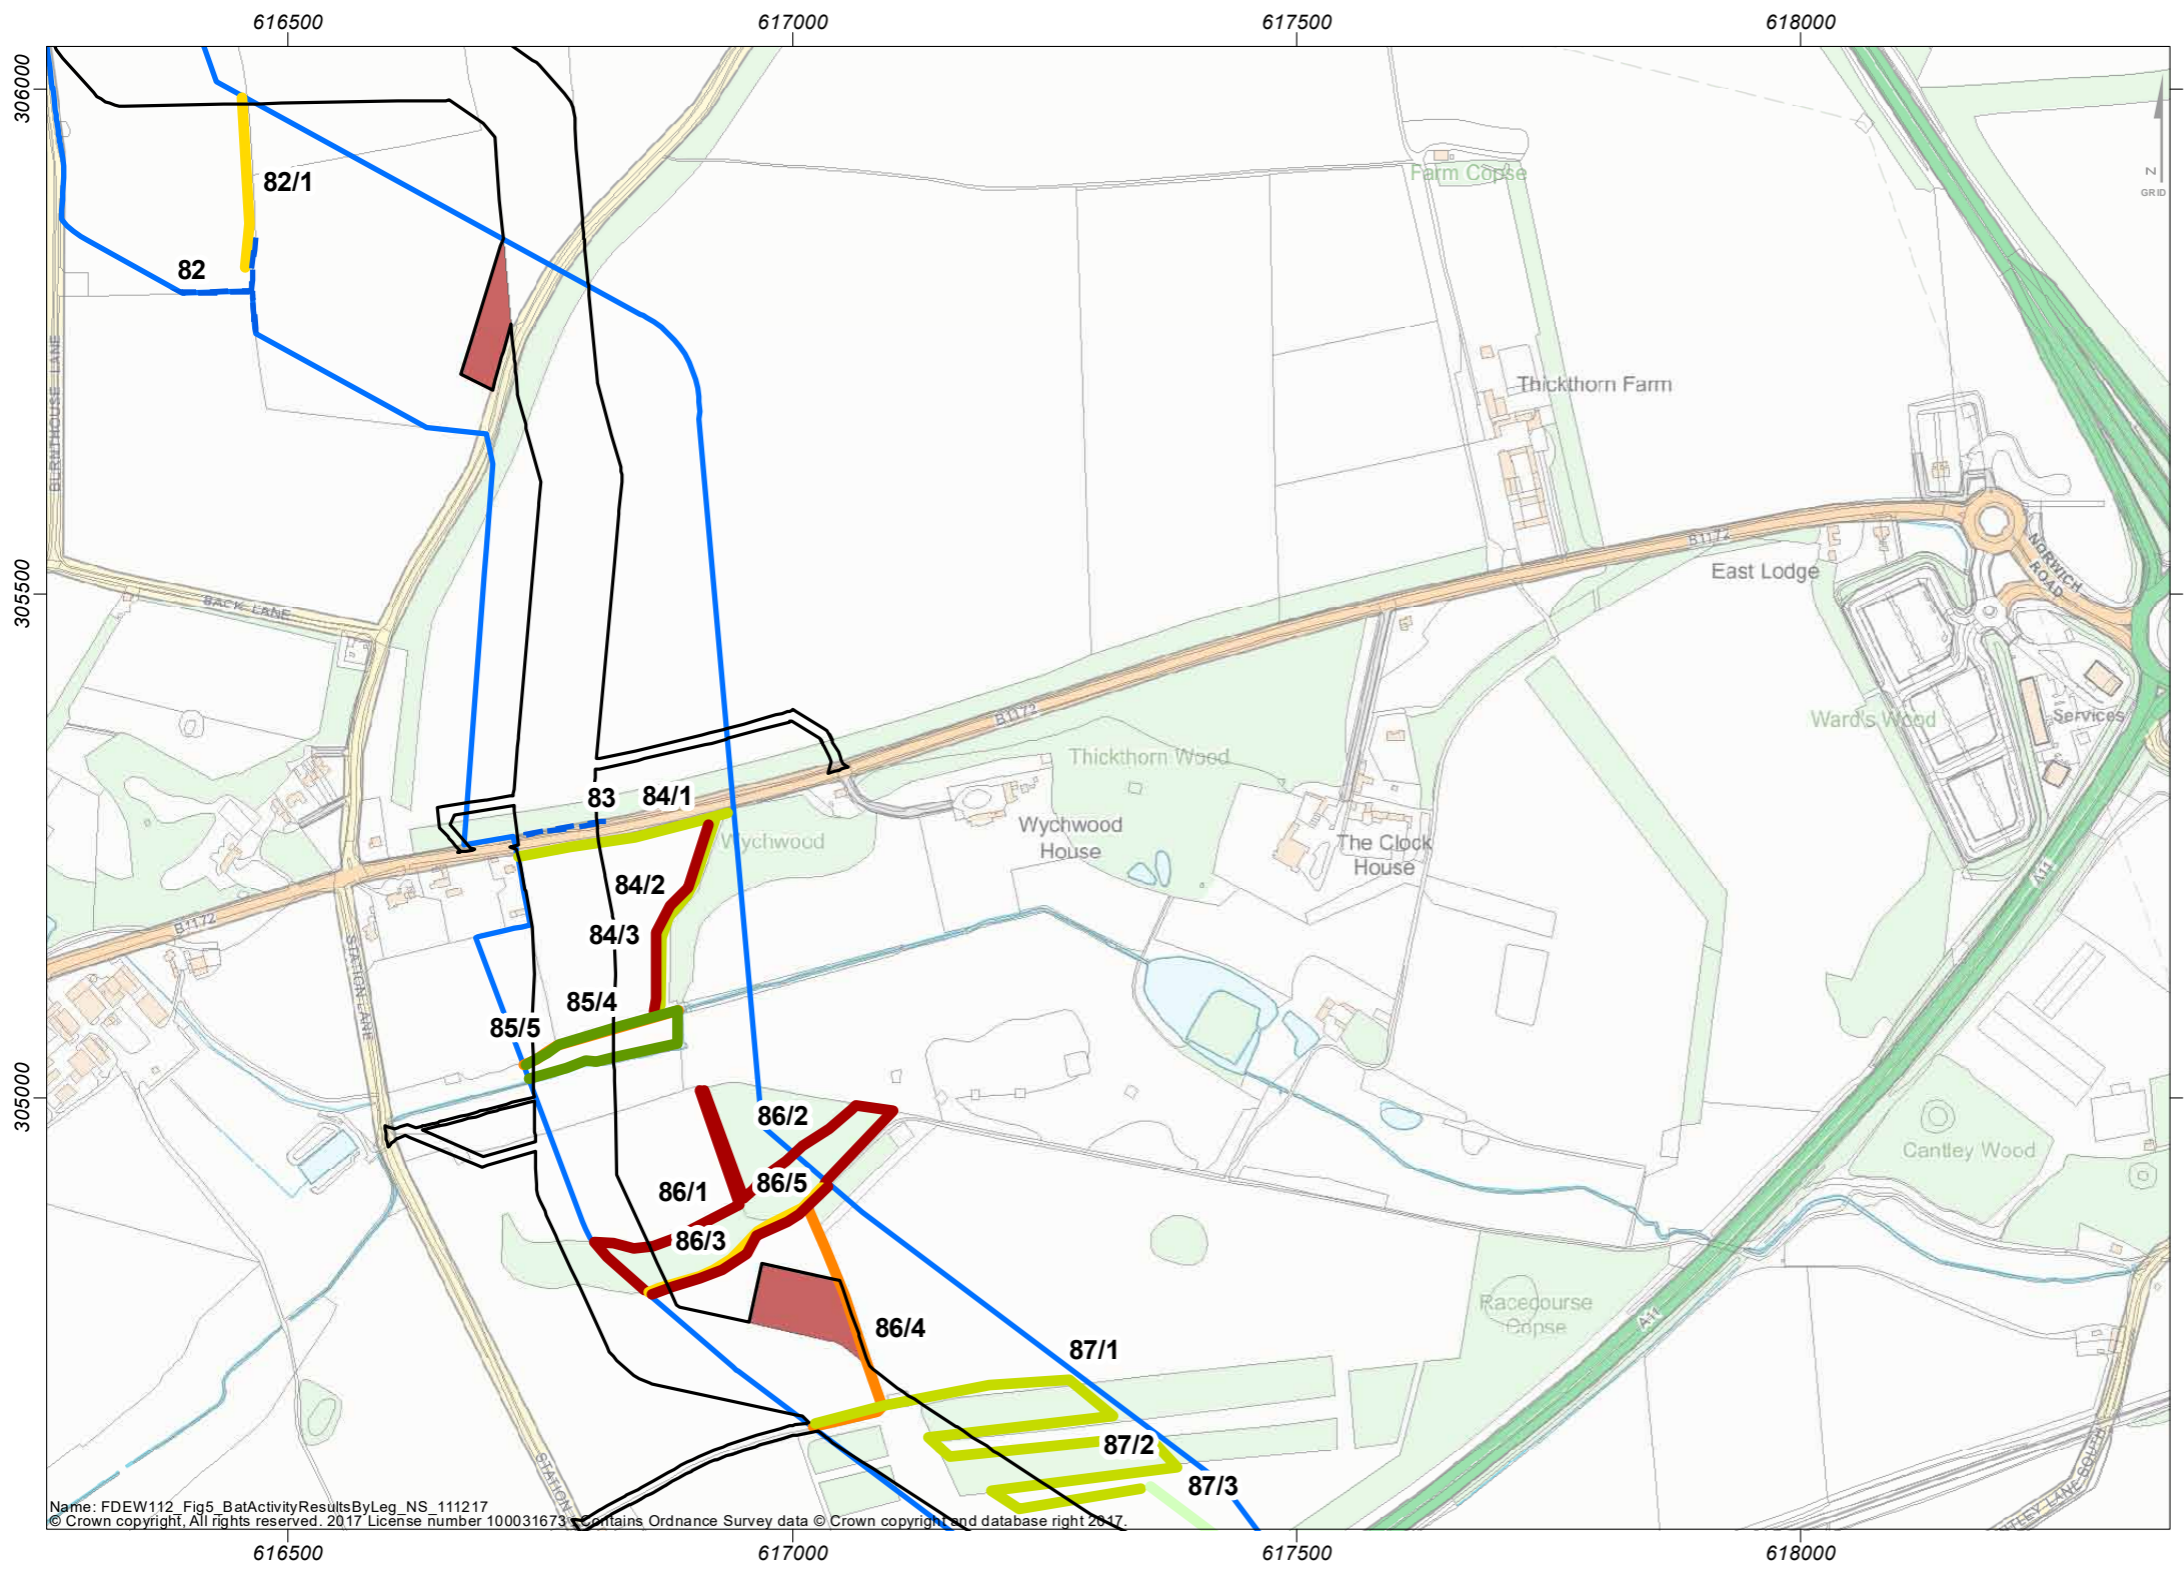 616500
617000
617500
618000
306000
N
GRID
Farm Copse
82/1
82
BURNTHOUSE LANE
Thickthorn Farm
305500
B1172
NORWICH
ROAD
East Lodge
BACK LANE
Ward's Wood
Services
B1172
Thickthorn Wood
83
84/1
Wychwood
Wychwood
House
The Clock
House
A11
84/2
B1172
84/3
STATION LANE
85/4
85/5
305000
86/2
Cantley Wood
86/5
86/1
86/3
Racecourse
Copse
A11
86/4
87/1
87/2
87/3
STATION
TLEY LANE SOUTH
Name: FDEW112_Fig5_BatActivityResultsByLeg_NS_111217
© Crown copyright, All rights reserved. 2017 License number 100031673 Contains Ordnance Survey data © Crown copyright and database right 2017.
616500
617000
617500
618000